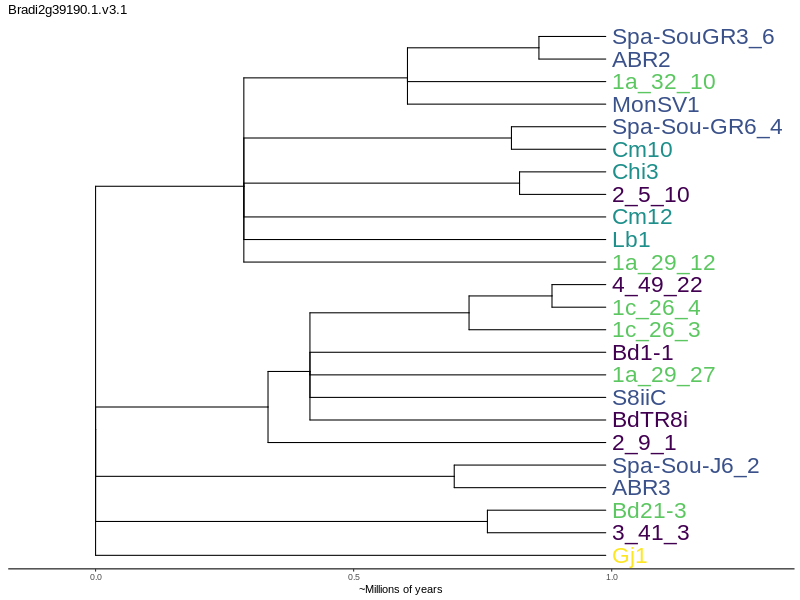 Bradi2g39190.1.v3.1
Spa-SouGR3_6
ABR2
1a_32_10
MonSV1
Spa-Sou-GR6_4
Cm10
Chi3
2_5_10
Cm12
Lb1
1a_29_12
4_49_22
1c_26_4
1c_26_3
Bd1-1
1a_29_27
S8iiC
BdTR8i
2_9_1
Spa-Sou-J6_2
ABR3
Bd21-3
3_41_3
Gj1
0.0 0.5 1.0
~Millions of years